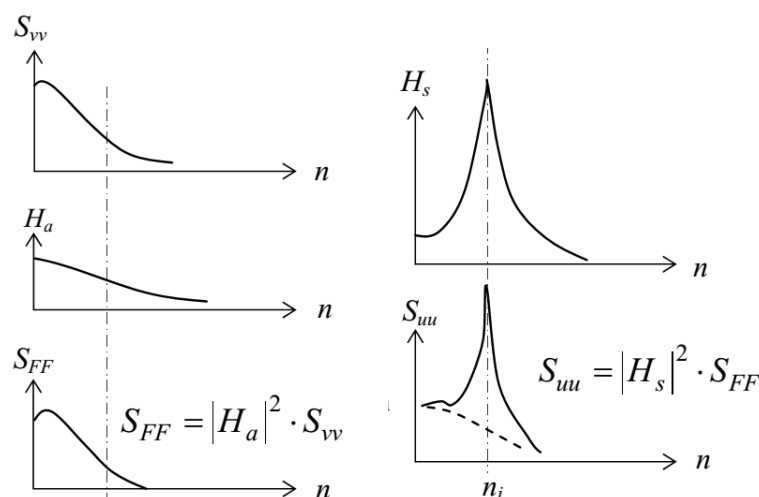 S_vv
n
H_a
n
S_FF
S_FF = |H_a|² · S_vv
n
H_s
n
S_uu
S_uu = |H_s|² · S_FF
n
n_i